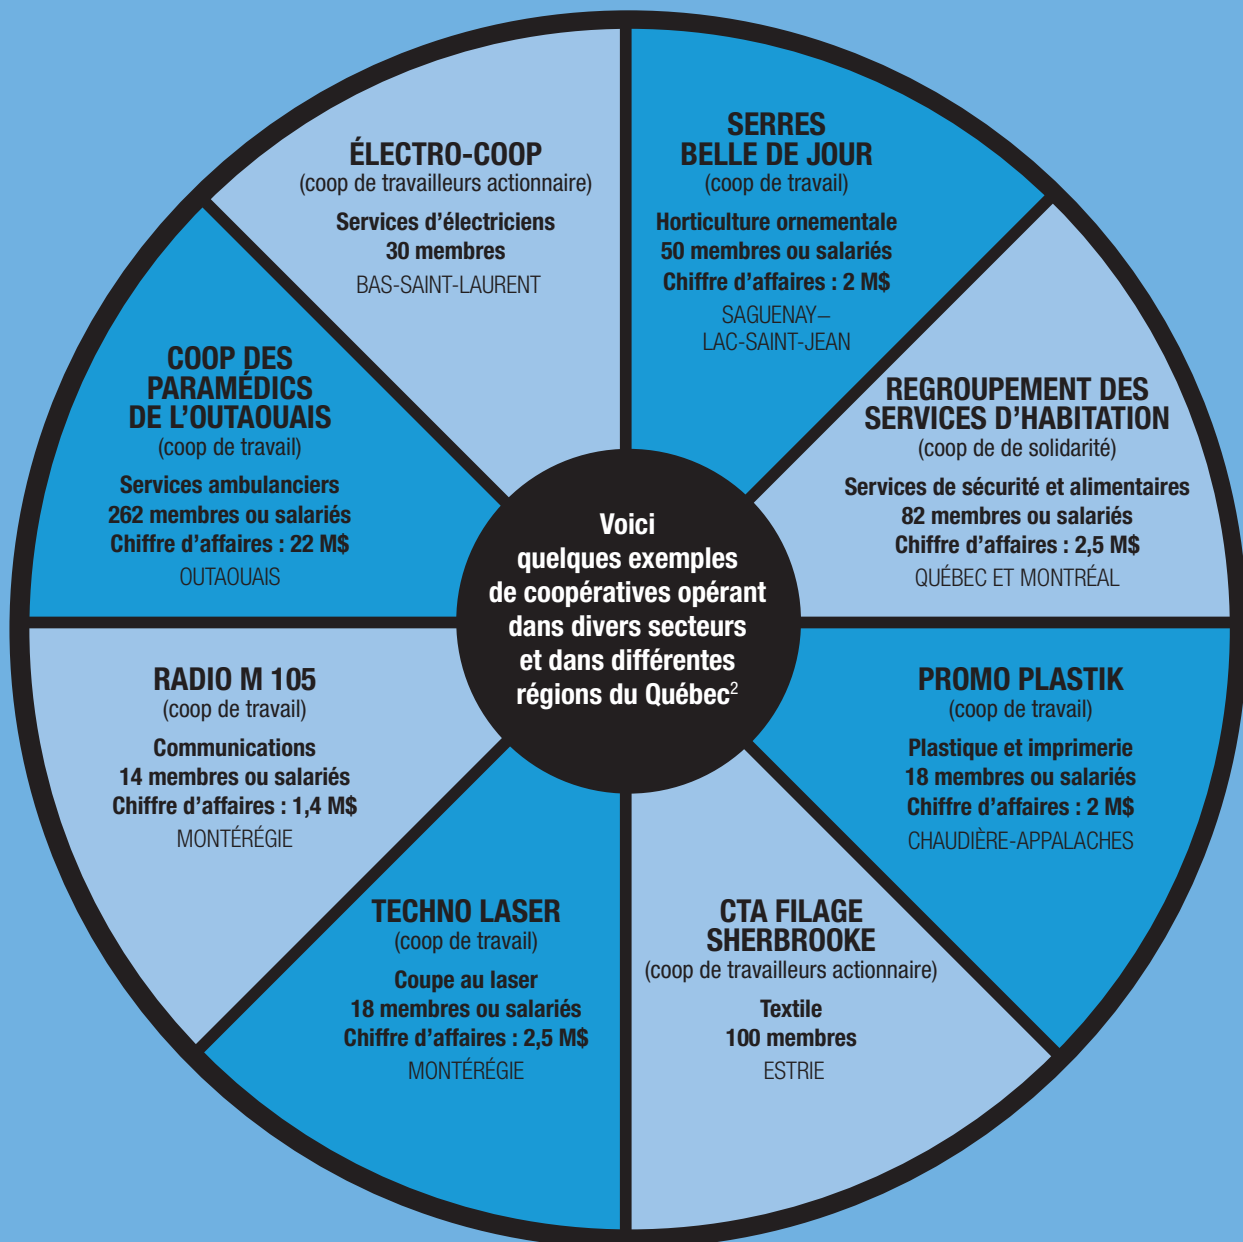 Voici
quelques exemples
de coopératives opérant
dans divers secteurs
et dans différentes
régions du Québec²
SERRES
BELLE DE JOUR
(coop de travail)
Horticulture ornementale
50 membres ou salariés
Chiffre d'affaires : 2 M$
SAGUENAY–
LAC-SAINT-JEAN
REGROUPEMENT DES
SERVICES D'HABITATION
(coop de de solidarité)
Services de sécurité et alimentaires
82 membres ou salariés
Chiffre d'affaires : 2,5 M$
QUÉBEC ET MONTRÉAL
PROMO PLASTIK
(coop de travail)
Plastique et imprimerie
18 membres ou salariés
Chiffre d'affaires : 2 M$
CHAUDIÈRE-APPALACHES
CTA FILAGE
SHERBROOKE
(coop de travailleurs actionnaire)
Textile
100 membres
ESTRIE
TECHNO LASER
(coop de travail)
Coupe au laser
18 membres ou salariés
Chiffre d'affaires : 2,5 M$
MONTÉRÉGIE
RADIO M 105
(coop de travail)
Communications
14 membres ou salariés
Chiffre d'affaires : 1,4 M$
MONTÉRÉGIE
COOP DES
PARAMÉDICS
DE L'OUTAOUAIS
(coop de travail)
Services ambulanciers
262 membres ou salariés
Chiffre d'affaires : 22 M$
OUTAOUAIS
ÉLECTRO-COOP
(coop de travailleurs actionnaire)
Services d'électriciens
30 membres
BAS-SAINT-LAURENT